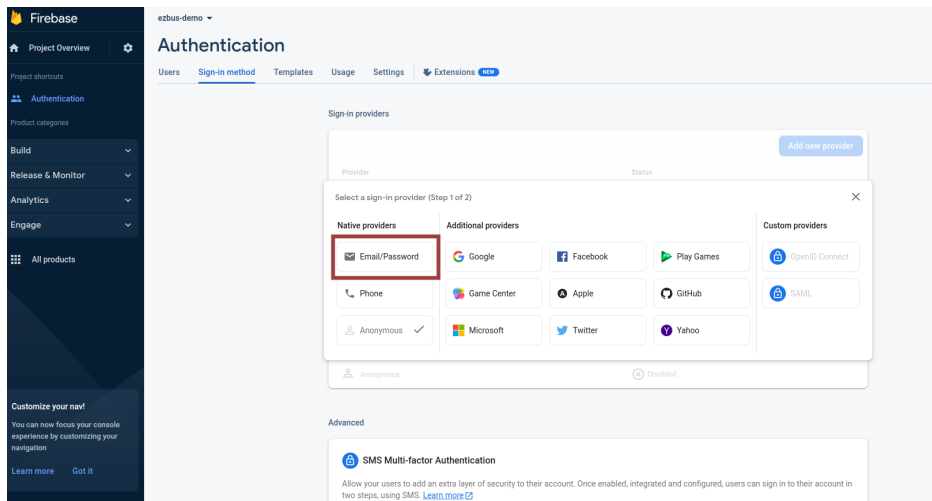 Firebase
ezbus-demo
Project Overview
Authentication
Project shortcuts
Authentication
Product categories
Build
Release & Monitor
Analytics
Engage
All products
Customize your nav!
You can now focus your console
experience by customizing your
navigation
Learn more Got it
Users Sign-in method Templates Usage Settings Extensions NEW
Sign-in providers
Add new provider
Provider Status
Select a sign-in provider (Step 1 of 2)
Native providers Additional providers Custom providers
Email/Password Google Facebook Play Games OpenID Connect
Phone Game Center Apple GitHub SAML
Anonymous Microsoft Twitter Yahoo
Anonymous Disabled
Advanced
SMS Multi-factor Authentication
Allow your users to add an extra layer of security to their account. Once enabled, integrated and configured, users can sign in to their account in
two steps, using SMS. Learn more